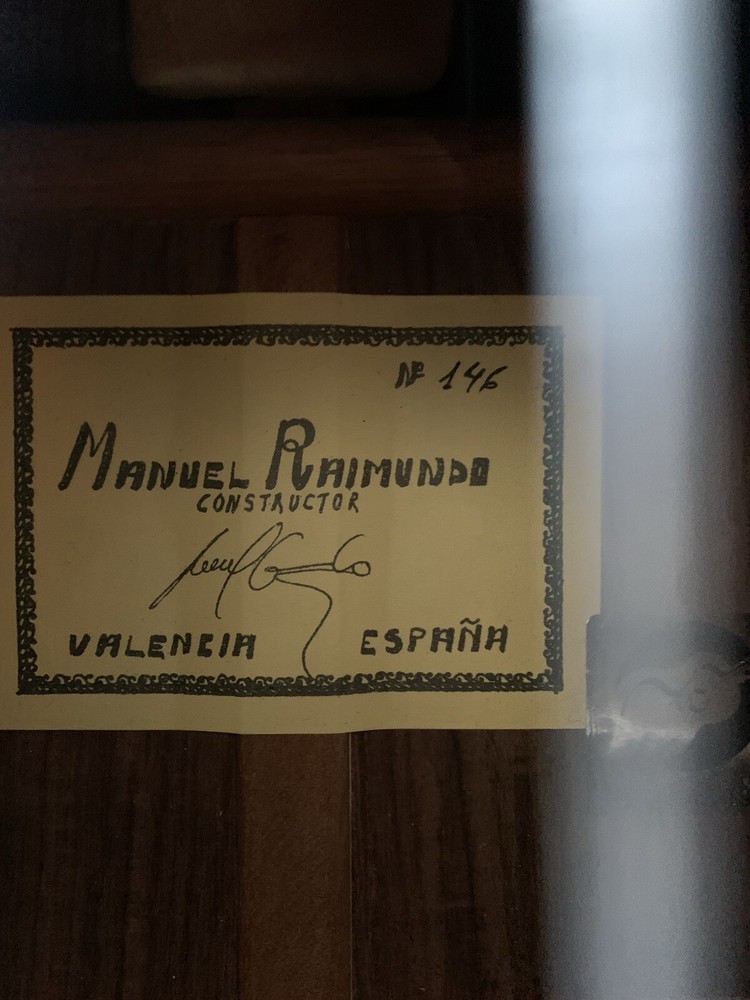 Nº 146
MANUEL RAIMUNDO
CONSTRUCTOR
VALENCIA ESPAÑA